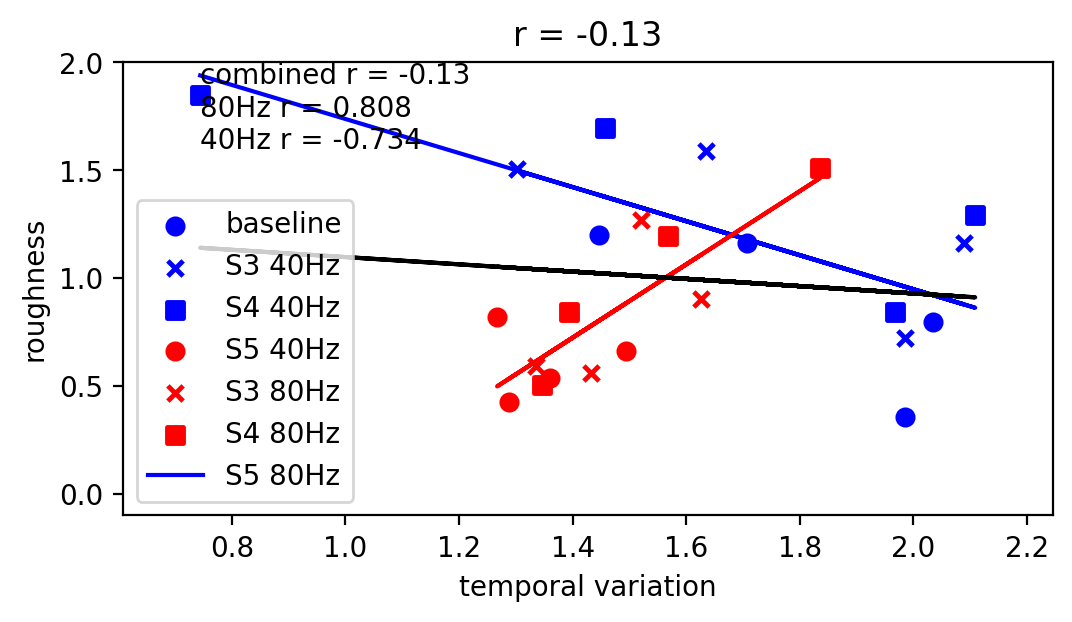 r = -0.13
combined r = -0.13
80Hz r = 0.808
40Hz r = -0.734
baseline
S3 40Hz
S4 40Hz
S5 40Hz
S3 80Hz
S4 80Hz
S5 80Hz
roughness
2.0
1.5
1.0
0.5
0.0
0.8 1.0 1.2 1.4 1.6 1.8 2.0 2.2
temporal variation